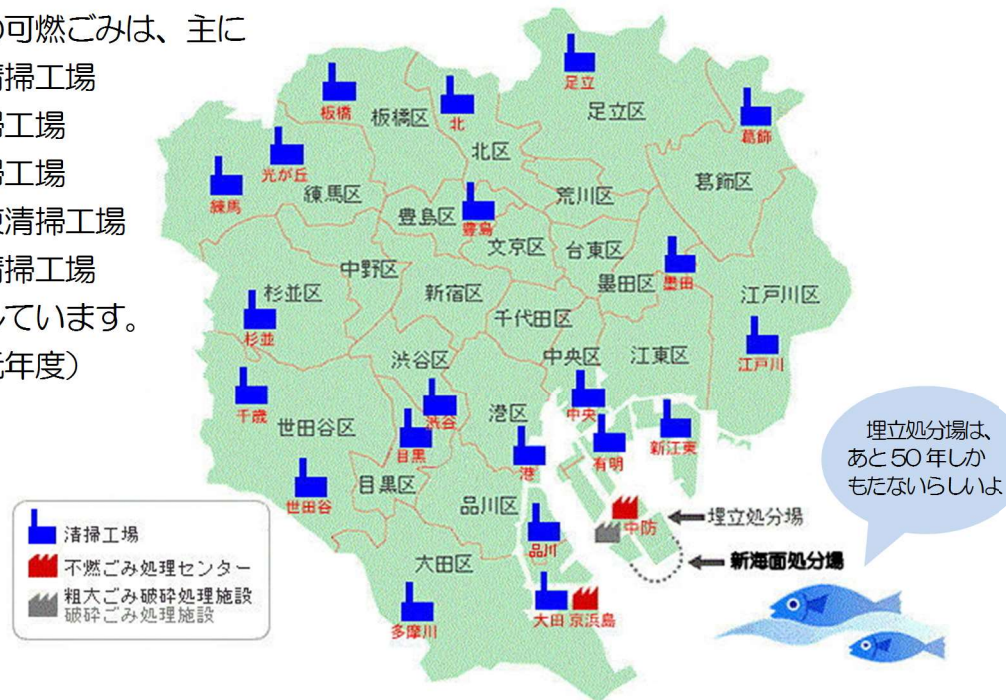 の可燃ごみは、主に
清掃工場
掃工場
掃工場
東清掃工場
清掃工場
しています。
元年度）
足立
板橋
北
板橋区
足立区
葛飾
北区
光が丘
練馬
練馬区
荒川区
葛飾区
豊島区
豊島
文京区
台東区
中野区
墨田区
墨田
杉並区
新宿区
江戸川区
千代田区
杉並
渋谷区
中央区
江東区
江戸川
千歳
世田谷区
渋谷
港区
中央
目黒
有明
新江東
港
目黒区
世田谷
品川区
埋立処分場は、
あと50年しか
もたないらしいよ
中防
埋立処分場
品川
新海面処分場
大田区
多摩川
大田
京浜島
清掃工場
不燃ごみ処理センター
粗大ごみ破砕処理施設
破砕ごみ処理施設